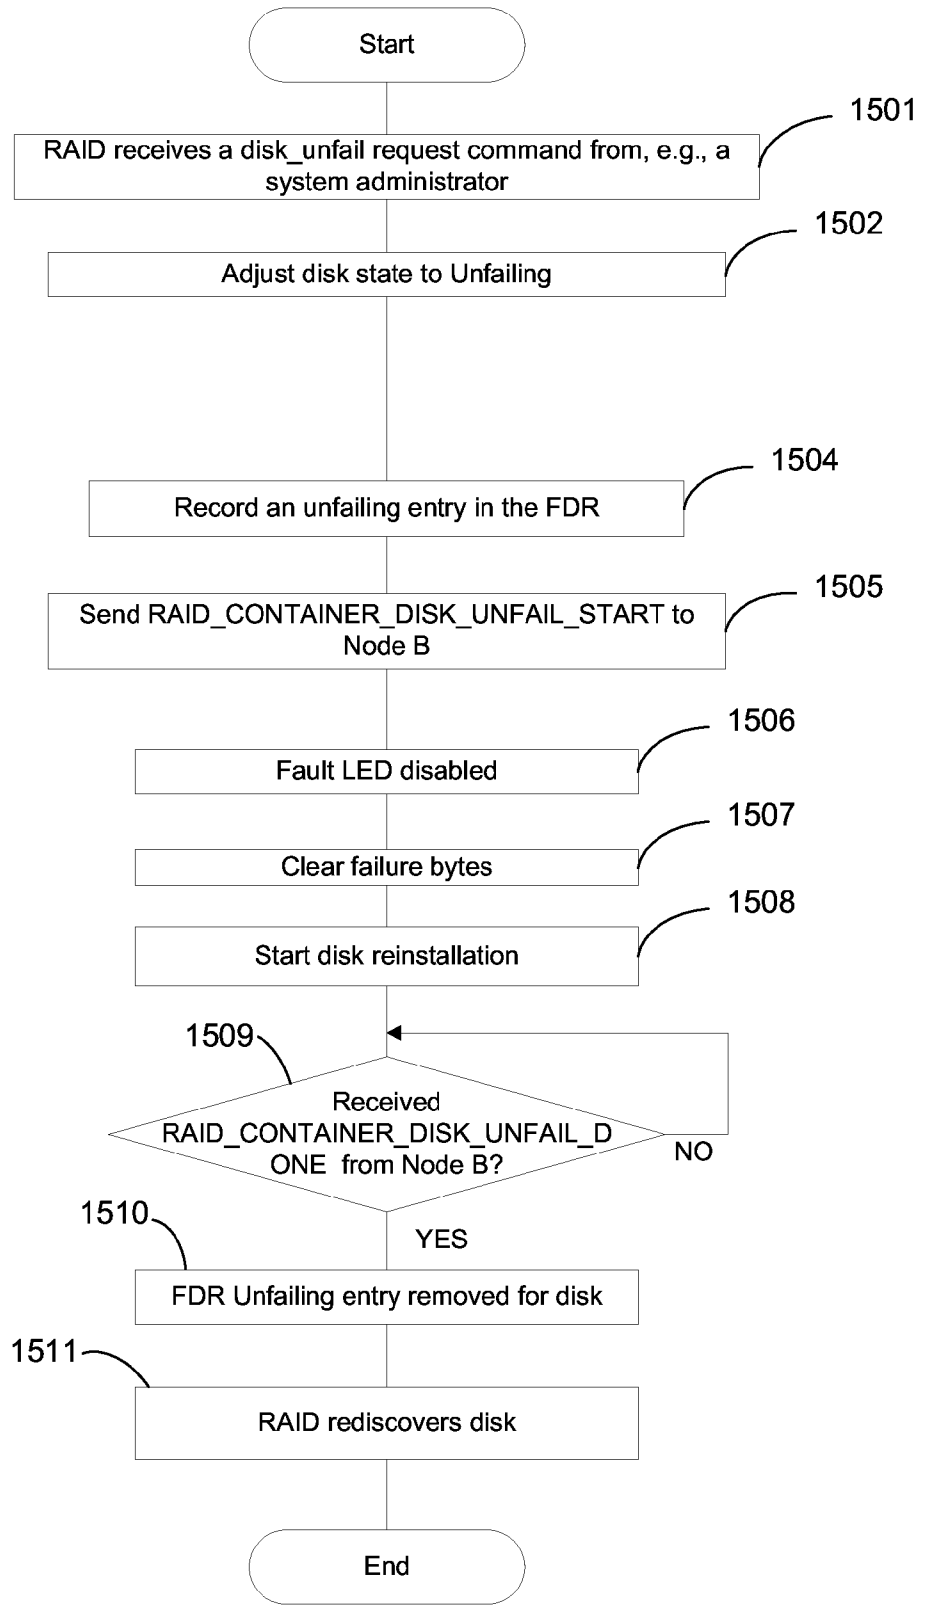 Start
1501
RAID receives a disk_unfail request command from, e.g., a
system administrator
1502
Adjust disk state to Unfailing
1504
Record an unfailing entry in the FDR
1505
Send RAID_CONTAINER_DISK_UNFAIL_START to
Node B
1506
Fault LED disabled
1507
Clear failure bytes
1508
Start disk reinstallation
1509
Received
RAID_CONTAINER_DISK_UNFAIL_D
ONE from Node B?
NO
YES
1510
FDR Unfailing entry removed for disk
1511
RAID rediscovers disk
End